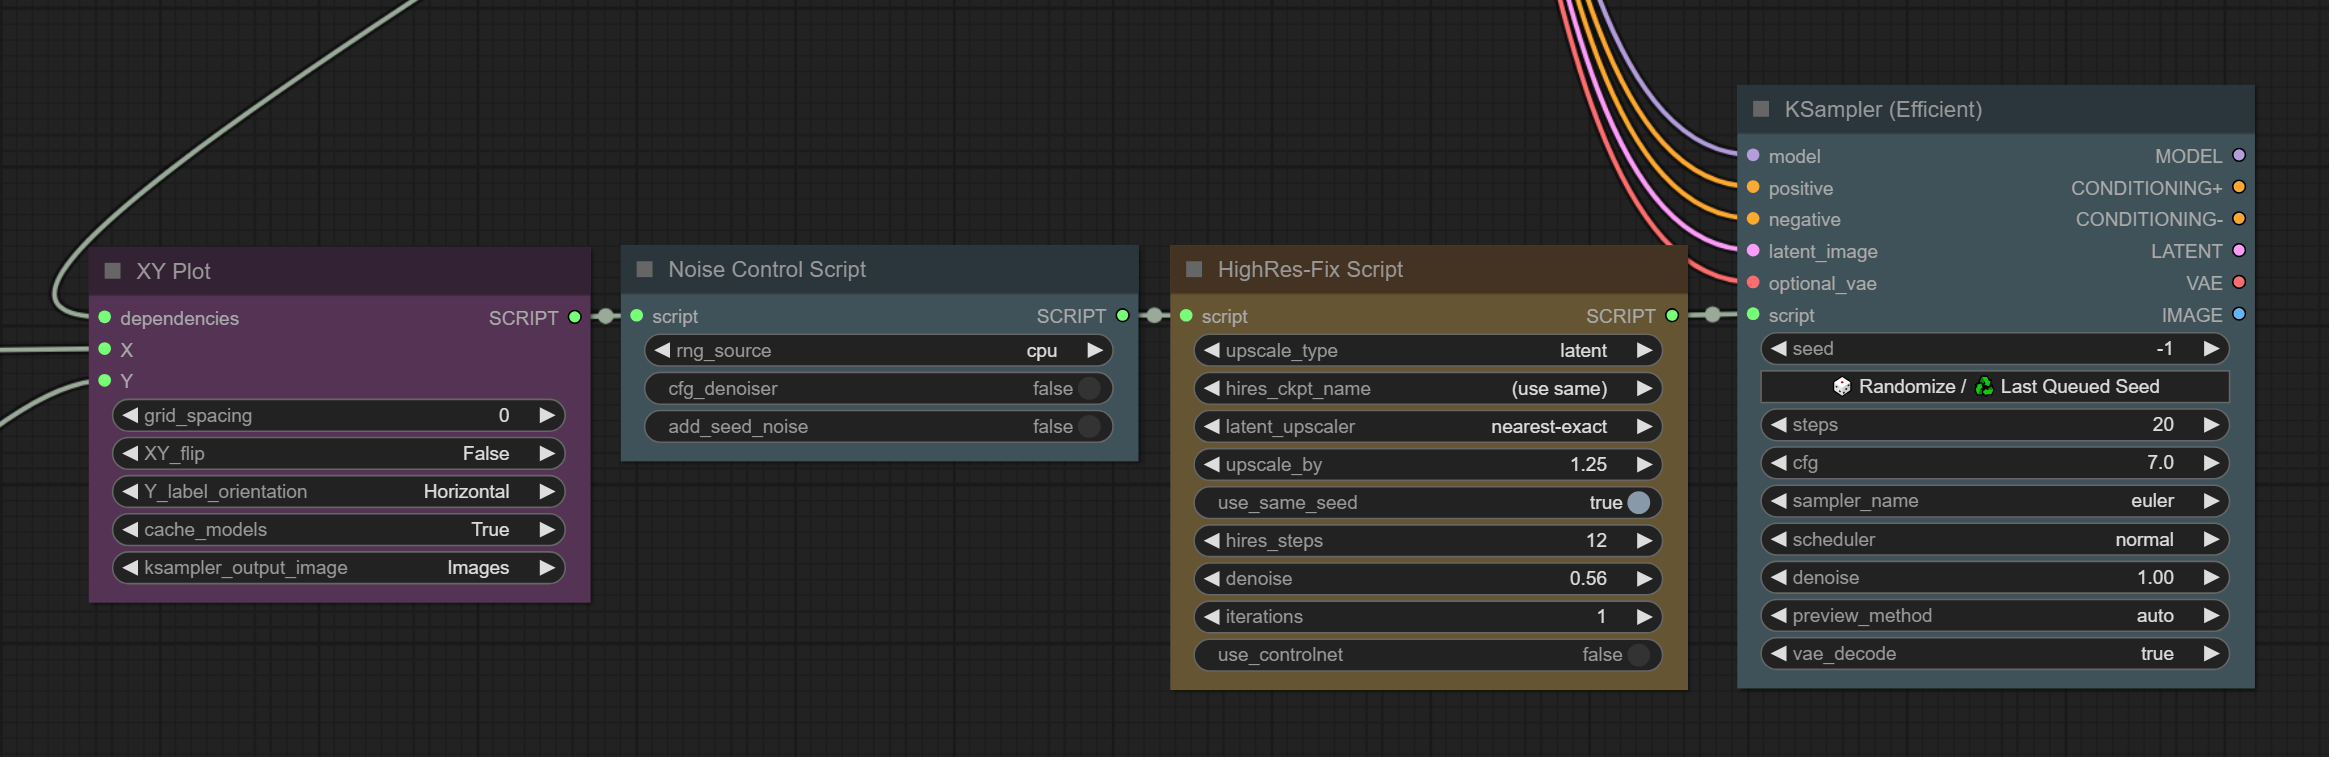 XY Plot
dependencies SCRIPT
X
Y
grid_spacing 0
XY_flip False
Y_label_orientation Horizontal
cache_models True
ksampler_output_image Images
Noise Control Script
script SCRIPT
rng_source cpu
cfg_denoiser false
add_seed_noise false
HighRes-Fix Script
script SCRIPT
upscale_type latent
hires_ckpt_name (use same)
latent_upscaler nearest-exact
upscale_by 1.25
use_same_seed true
hires_steps 12
denoise 0.56
iterations 1
use_controlnet false
KSampler (Efficient)
model MODEL
positive CONDITIONING+
negative CONDITIONING-
latent_image LATENT
optional_vae VAE
script IMAGE
seed -1
🎲 Randomize / ♻ Last Queued Seed
steps 20
cfg 7.0
sampler_name euler
scheduler normal
denoise 1.00
preview_method auto
vae_decode true